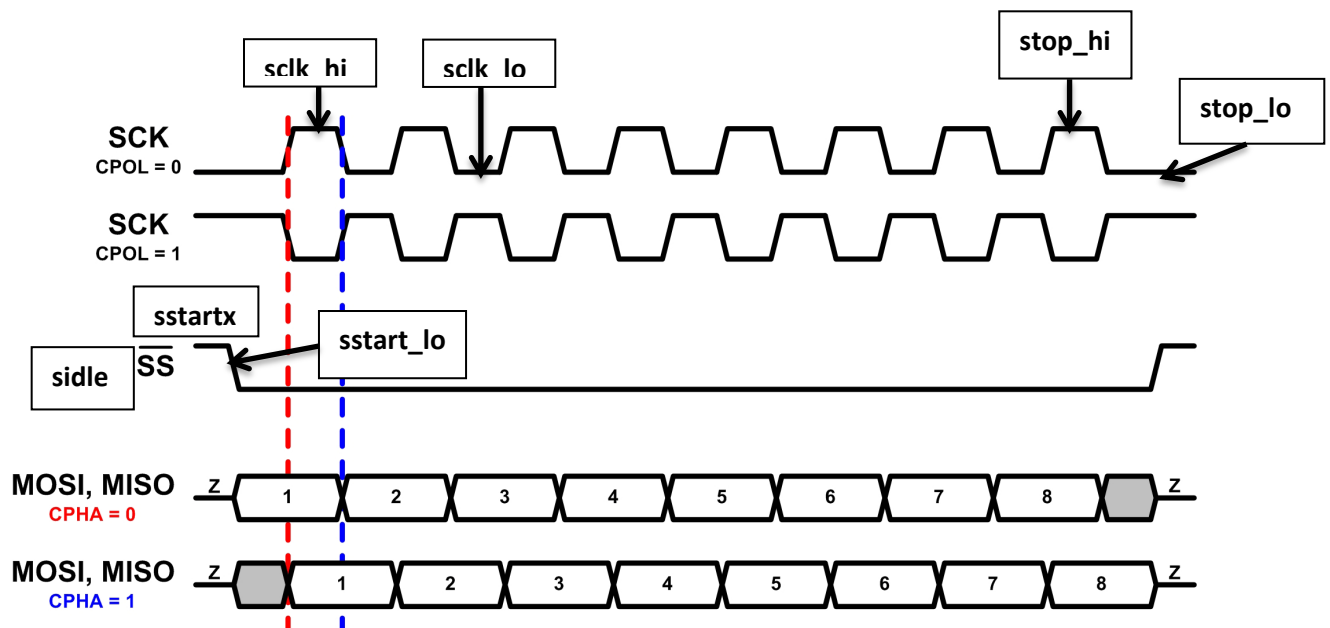 sclk_hi
sclk_lo
stop_hi
stop_lo
SCK
CPOL = 0
SCK
CPOL = 1
sstartx
sstart_lo
sidle
SS
MOSI, MISO
CPHA = 0
z 1 2 3 4 5 6 7 8 z
MOSI, MISO
CPHA = 1
z 1 2 3 4 5 6 7 8 z